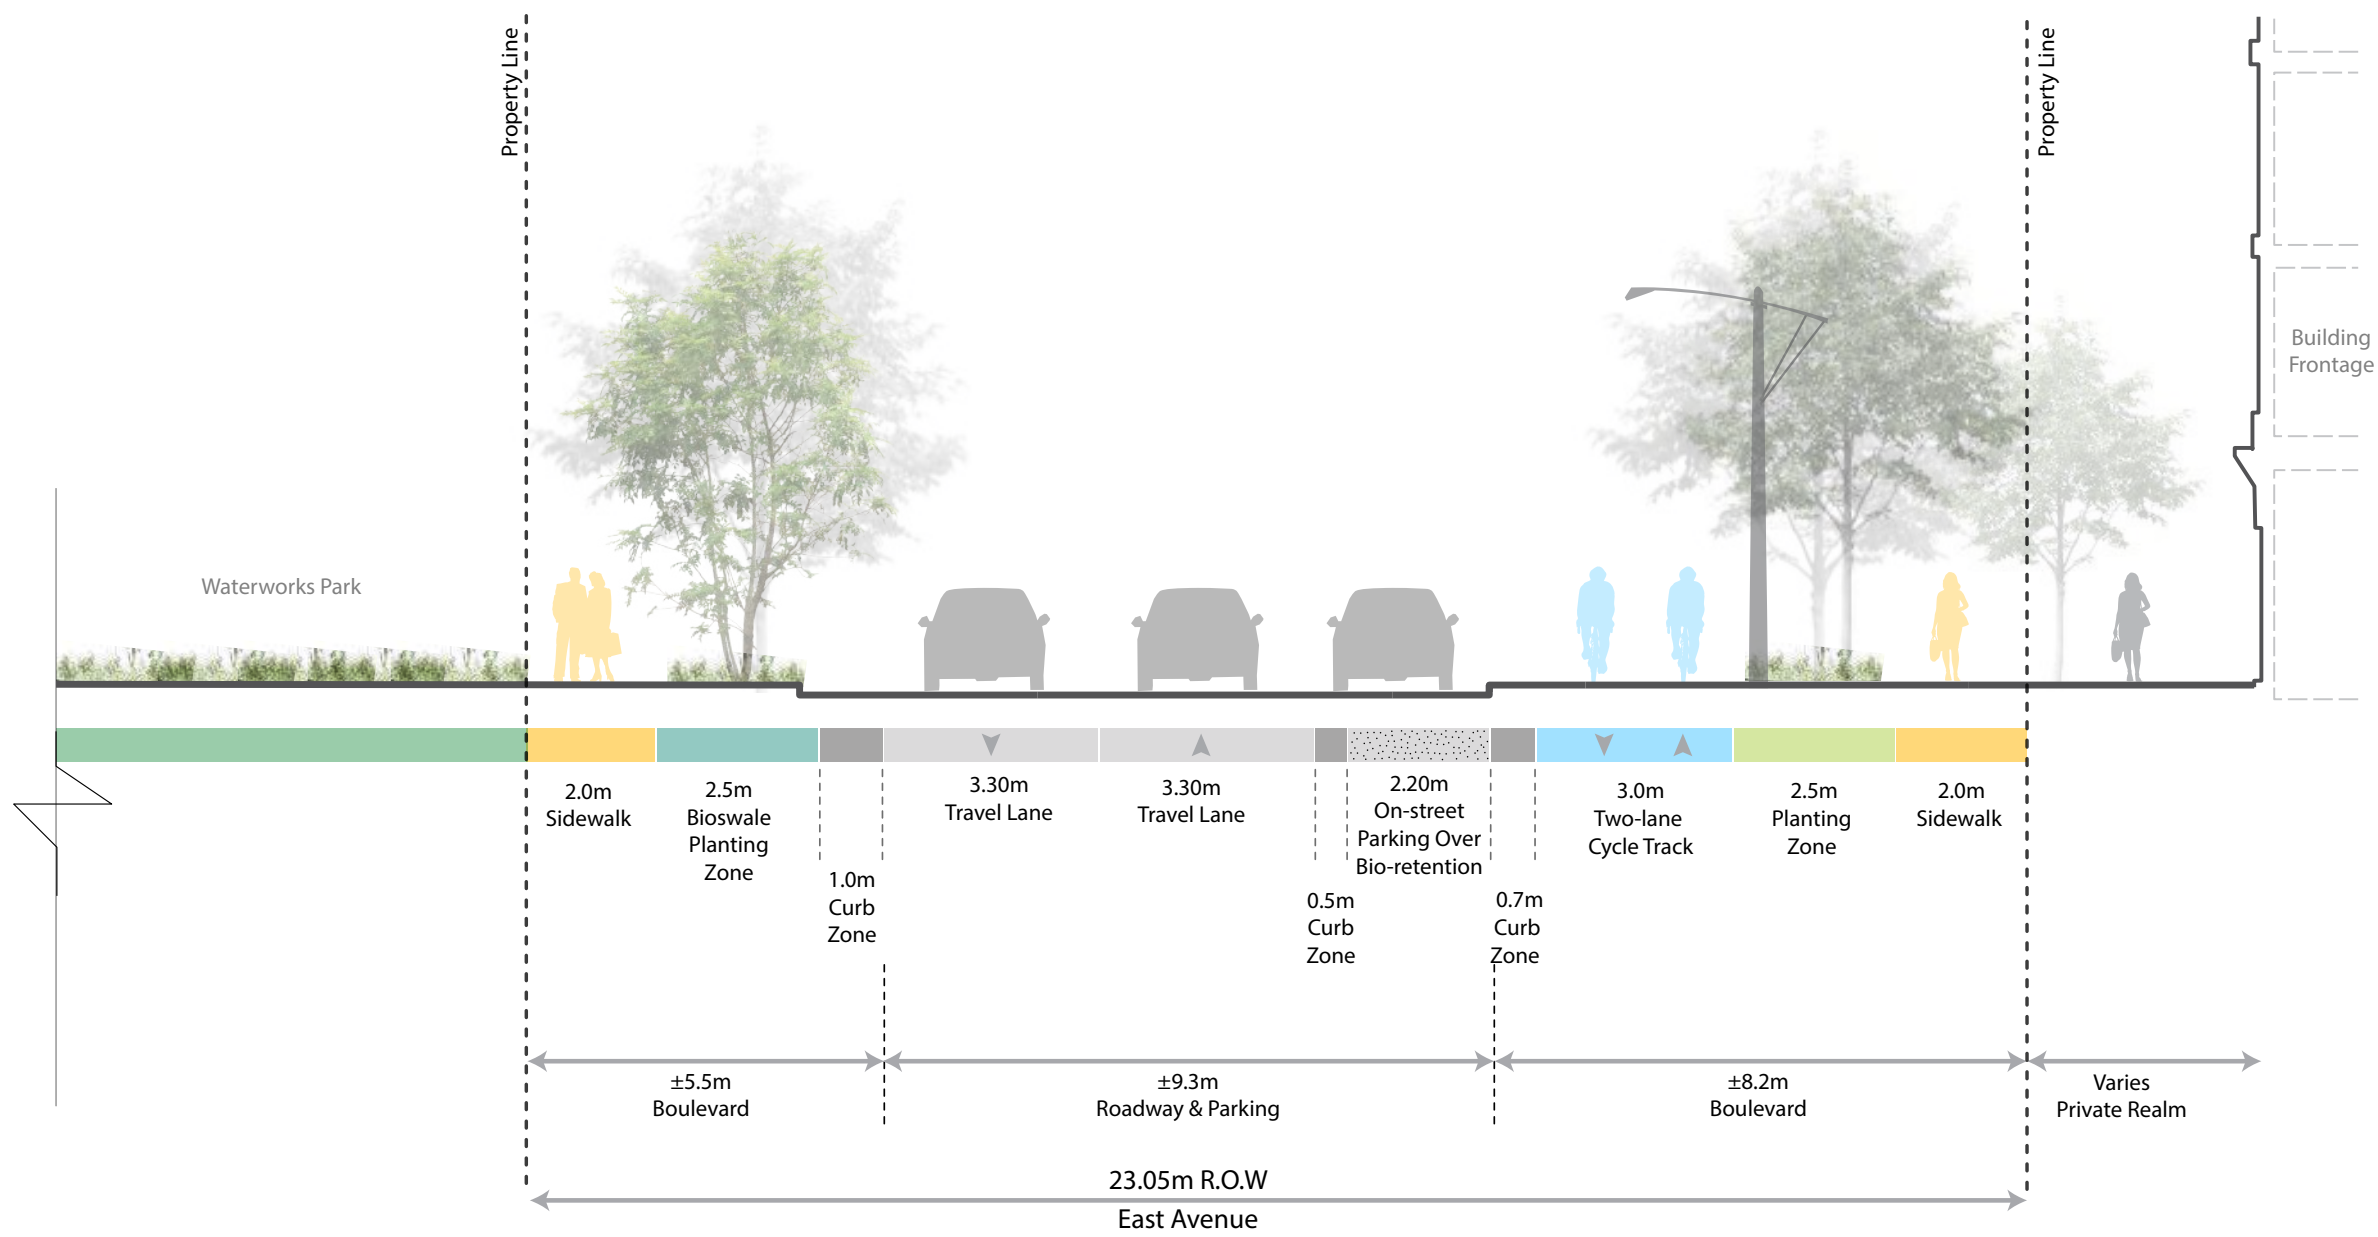 Property Line
Property Line
Building
Frontage
Waterworks Park
2.0m
Sidewalk
2.5m
Bioswale
Planting
Zone
1.0m
Curb
Zone
3.30m
Travel Lane
3.30m
Travel Lane
0.5m
Curb
Zone
2.20m
On-street
Parking Over
Bio-retention
0.7m
Curb
Zone
3.0m
Two-lane
Cycle Track
2.5m
Planting
Zone
2.0m
Sidewalk
±5.5m
Boulevard
±9.3m
Roadway & Parking
±8.2m
Boulevard
Varies
Private Realm
23.05m R.O.W
East Avenue